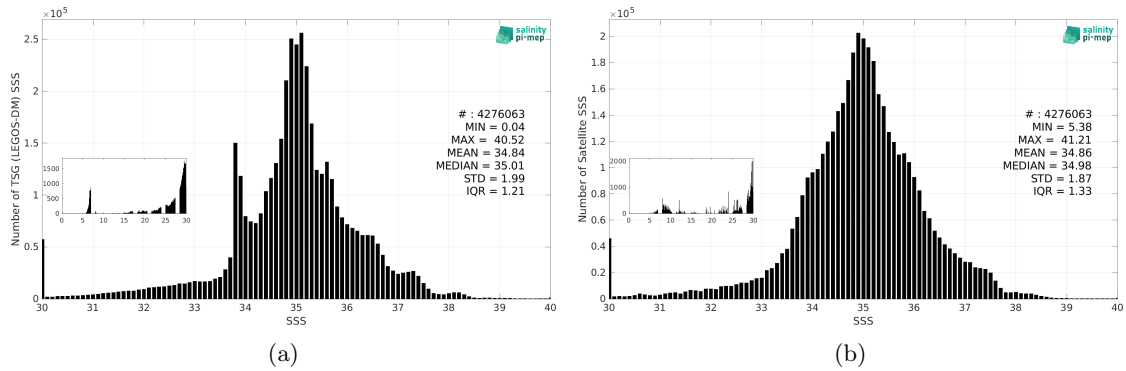 ×10^5
2.5
2
1.5
1
0.5
0
Number of TSG (LEGOS-DM) SSS
salinity
pi-mep
# : 4276063
MIN = 0.04
MAX = 40.52
MEAN = 34.84
MEDIAN = 35.01
STD = 1.99
IQR = 1.21
1500
1000
500
0
0 5 10 15 20 25 30
30 31 32 33 34 35 36 37 38 39 40
SSS
(a)
×10^5
2
1.8
1.6
1.4
1.2
1
0.8
0.6
0.4
0.2
0
Number of Satellite SSS
salinity
pi-mep
# : 4276063
MIN = 5.38
MAX = 41.21
MEAN = 34.86
MEDIAN = 34.98
STD = 1.87
IQR = 1.33
2000
1000
0
0 5 10 15 20 25 30
30 31 32 33 34 35 36 37 38 39 40
SSS
(b)